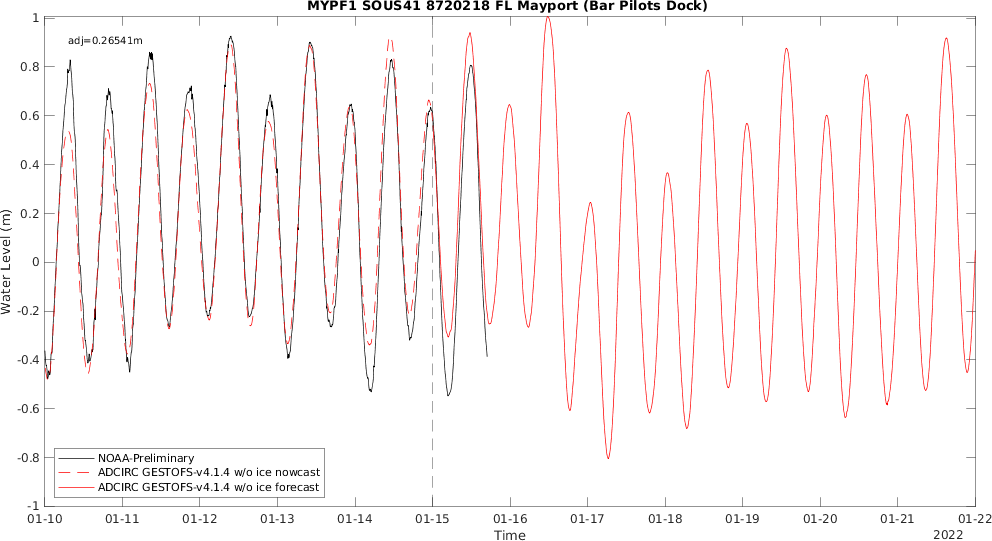 MYPF1 SOUS41 8720218 FL Mayport (Bar Pilots Dock)
adj=0.26541m
1
0.8
0.6
0.4
0.2
0
-0.2
-0.4
-0.6
-0.8
-1
Water Level (m)
NOAA-Preliminary
ADCIRC GESTOFS-v4.1.4 w/o ice nowcast
ADCIRC GESTOFS-v4.1.4 w/o ice forecast
01-10 01-11 01-12 01-13 01-14 01-15 01-16 01-17 01-18 01-19 01-20 01-21 01-22
Time
2022